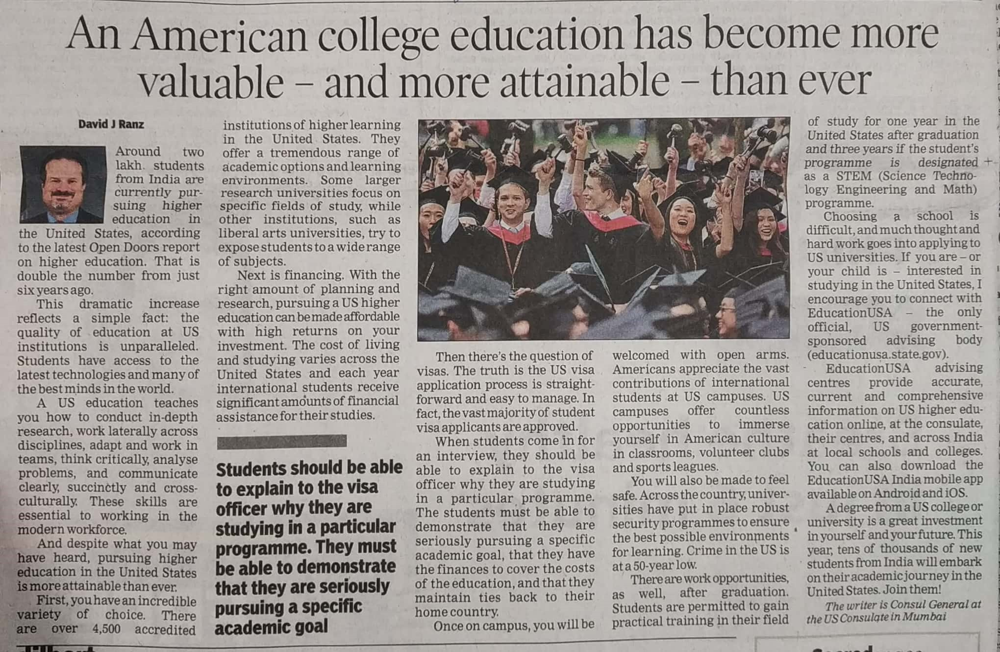 An American college education has become more
valuable – and more attainable – than ever
David J Ranz
Around two
lakh students
from India are
currently pur-
suing higher
education in
the United States, according
to the latest Open Doors report
on higher education. That is
double the number from just
six years ago.
This dramatic increase
reflects a simple fact: the
quality of education at US
institutions is unparalleled.
Students have access to the
latest technologies and many of
the best minds in the world.
A US education teaches
you how to conduct in-depth
research, work laterally across
disciplines, adapt and work in
teams, think critically, analyse
problems, and communicate
clearly, succinctly and cross-
culturally. These skills are
essential to working in the
modern workforce.
And despite what you may
have heard, pursuing higher
education in the United States
is more attainable than ever.
First, you have an incredible
variety of choice. There
are over 4,500 accredited
institutions of higher learning
in the United States. They
offer a tremendous range of
academic options and learning
environments. Some larger
research universities focus on
specific fields of study, while
other institutions, such as
liberal arts universities, try to
expose students to a wide range
of subjects.
Next is financing. With the
right amount of planning and
research, pursuing a US higher
education can be made affordable
with high returns on your
investment. The cost of living
and studying varies across the
United States and each year
international students receive
significant amounts of financial
assistance for their studies.
Students should be able
to explain to the visa
officer why they are
studying in a particular
programme. They must
be able to demonstrate
that they are seriously
pursuing a specific
academic goal
Then there's the question of
visas. The truth is the US visa
application process is straight-
forward and easy to manage. In
fact, the vast majority of student
visa applicants are approved.
When students come in for
an interview, they should be
able to explain to the visa
officer why they are studying
in a particular programme.
The students must be able to
demonstrate that they are
seriously pursuing a specific
academic goal, that they have
the finances to cover the costs
of the education, and that they
maintain ties back to their
home country.
Once on campus, you will be
welcomed with open arms.
Americans appreciate the vast
contributions of international
students at US campuses. US
campuses offer countless
opportunities to immerse
yourself in American culture
in classrooms, volunteer clubs
and sports leagues.
You will also be made to feel
safe. Across the country, univer-
sities have put in place robust
security programmes to ensure
the best possible environments
for learning. Crime in the US is
at a 50-year low.
There are work opportunities,
as well, after graduation.
Students are permitted to gain
practical training in their field
of study for one year in the
United States after graduation
and three years if the student's
programme is designated
as a STEM (Science Techno-
logy Engineering and Math)
programme.
Choosing a school is
difficult, and much thought and
hard work goes into applying to
US universities. If you are – or
your child is – interested in
studying in the United States, I
encourage you to connect with
EducationUSA – the only
official, US government-
sponsored advising body
(educationusa.state.gov).
EducationUSA advising
centres provide accurate,
current and comprehensive
information on US higher edu-
cation online, at the consulate,
their centres, and across India
at local schools and colleges.
You can also download the
EducationUSA India mobile app
available on Android and iOS.
A degree from a US college or
university is a great investment
in yourself and your future. This
year, tens of thousands of new
students from India will embark
on their academic journey in the
United States. Join them!
The writer is Consul General at
the US Consulate in Mumbai